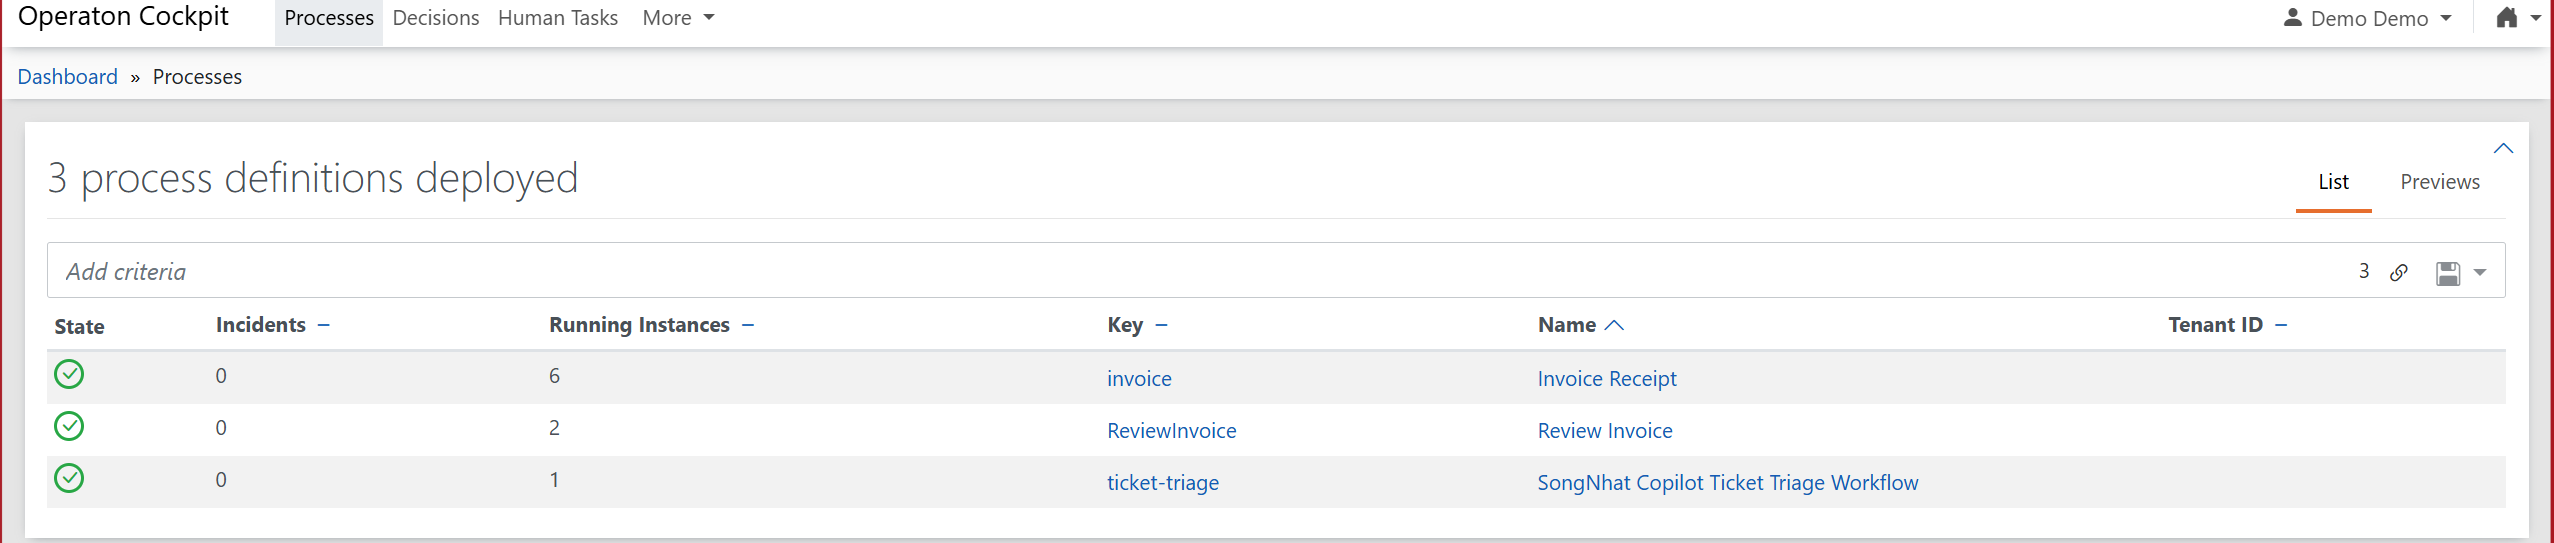 Operaton Cockpit Processes Decisions Human Tasks More Demo Demo
Dashboard » Processes
3 process definitions deployed
List Previews
Add criteria 3
State Incidents Running Instances Key Name Tenant ID
0 6 invoice Invoice Receipt
0 2 ReviewInvoice Review Invoice
0 1 ticket-triage SongNhat Copilot Ticket Triage Workflow